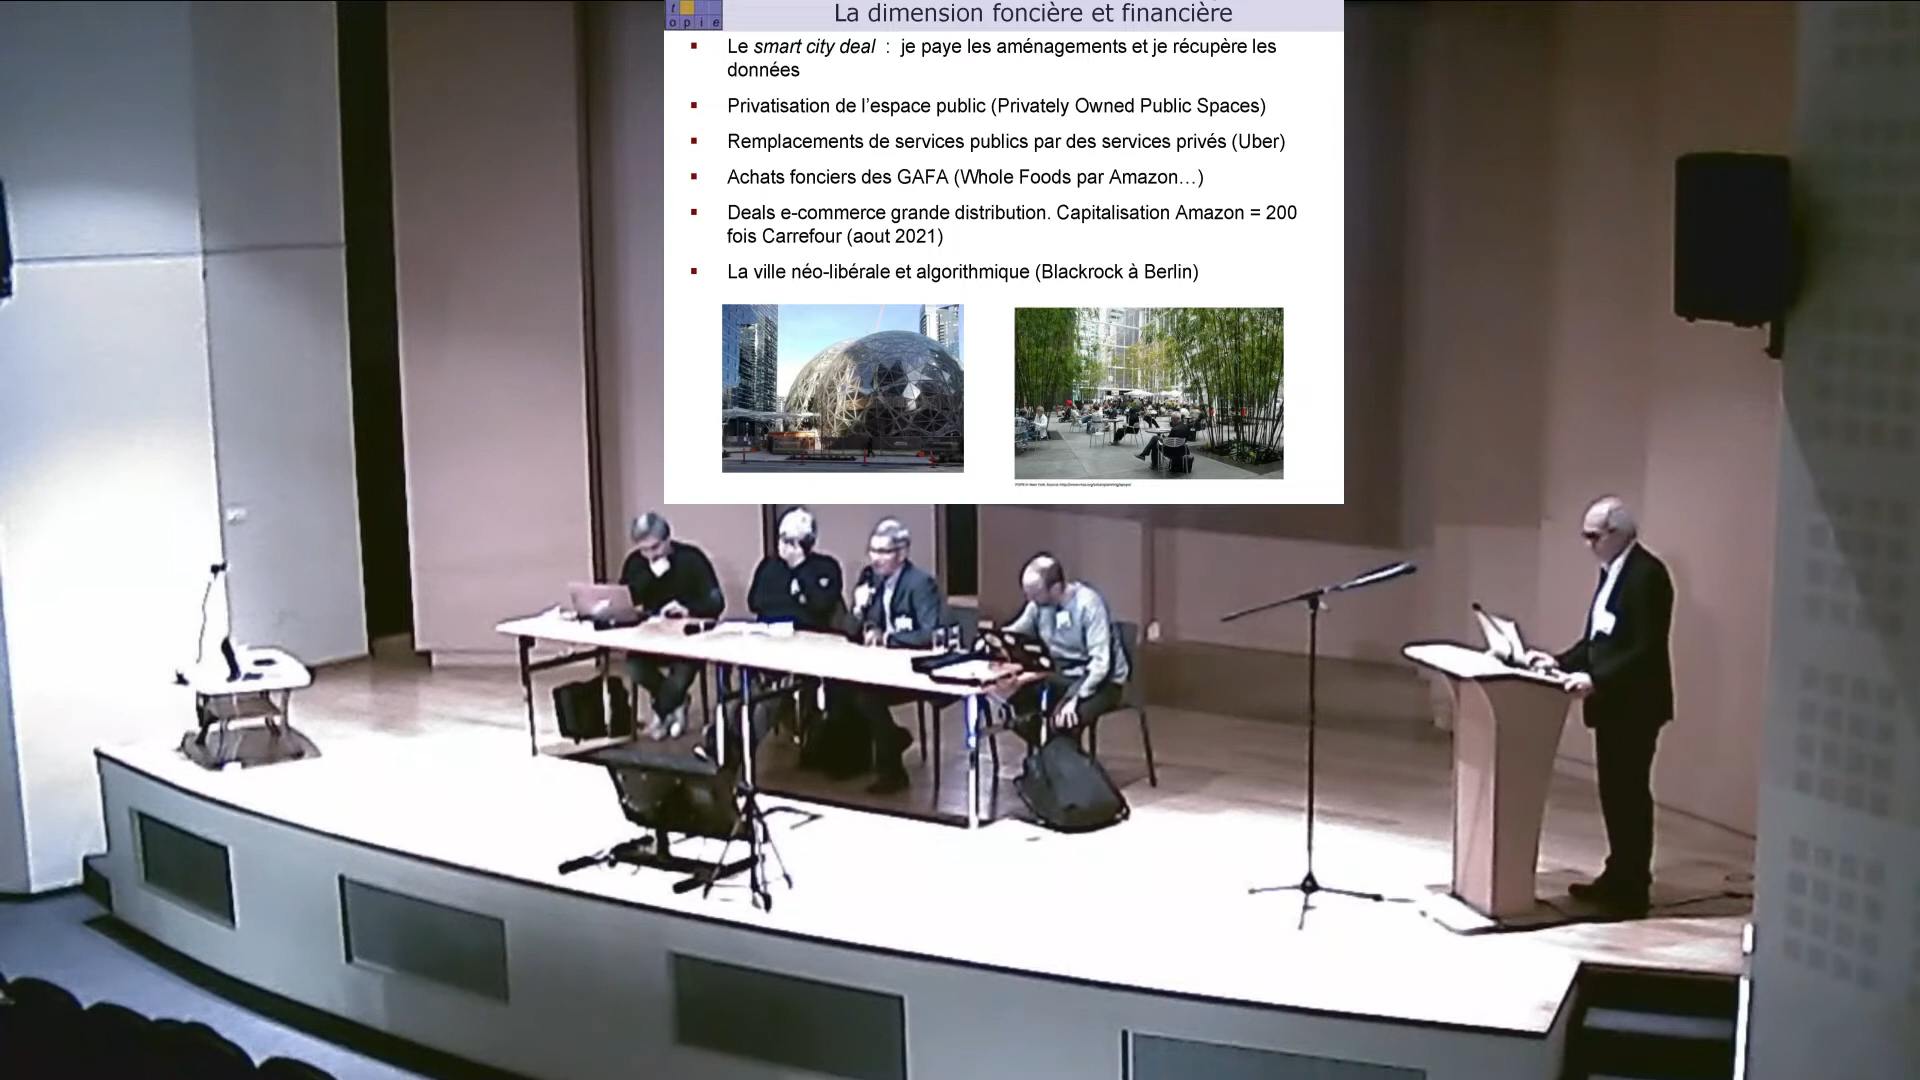 t
o p i e
La dimension foncière et financière
Le smart city deal : je paye les aménagements et je récupère les
données
Privatisation de l'espace public (Privately Owned Public Spaces)
Remplacements de services publics par des services privés (Uber)
Achats fonciers des GAFA (Whole Foods par Amazon…)
Deals e-commerce grande distribution. Capitalisation Amazon = 200
fois Carrefour (aout 2021)
La ville néo-libérale et algorithmique (Blackrock à Berlin)